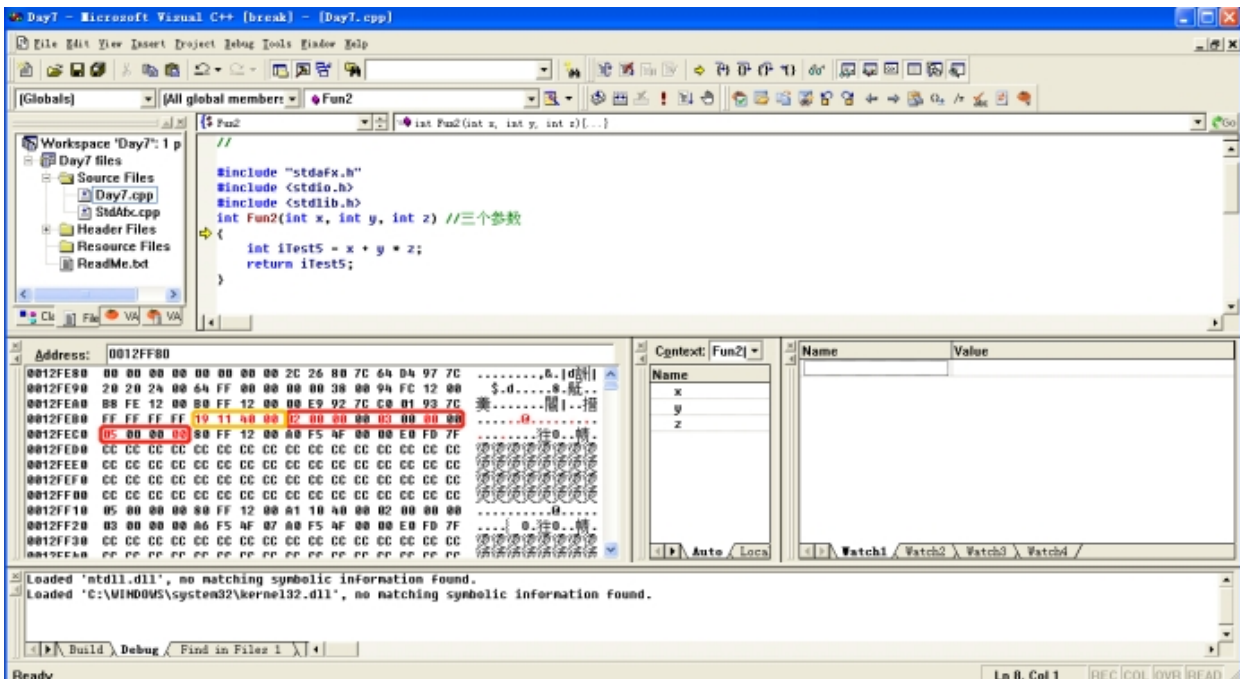 Day7 - Microsoft Visual C++ [break] - [Day7.cpp]
File Edit View Insert Project Debug Tools Window Help
(Globals) (All global members Fun2
Fun2 int Fun2(int x, int y, int z){...} Go
Workspace 'Day7': 1 p
Day7 files
Source Files
Day7.cpp
StdAfx.cpp
Header Files
Resource Files
ReadMe.txt
Cla File VA VA
//
#include "stdafx.h"
#include <stdio.h>
#include <stdlib.h>
int Fun2(int x, int y, int z) //三个参数
{
int iTest5 = x + y * z;
return iTest5;
}
Address: 0012FF80
0012FE80 00 00 00 00 00 00 00 00 2C 26 80 7C 64 D4 97 7C
0012FE90 20 20 24 00 64 FF 00 00 00 00 38 00 94 FC 12 00
0012FEA0 B8 FE 12 00 80 FF 12 00 00 E9 92 7C C0 01 93 7C
0012FEB0 FF FF FF FF 19 11 40 00 02 00 00 00 03 00 00 00
0012FEC0 05 00 00 00 80 FF 12 00 A0 F5 4F 00 00 E0 FD 7F
0012FED0 CC CC CC CC CC CC CC CC CC CC CC CC CC CC CC CC
0012FEE0 CC CC CC CC CC CC CC CC CC CC CC CC CC CC CC CC
0012FEF0 CC CC CC CC CC CC CC CC CC CC CC CC CC CC CC CC
0012FF00 CC CC CC CC CC CC CC CC CC CC CC CC CC CC CC CC
0012FF10 05 00 00 00 80 FF 12 00 A1 10 40 00 02 00 00 00
0012FF20 03 00 00 00 A6 F5 4F 07 A0 F5 4F 00 00 E0 FD 7F
0012FF30 CC CC CC CC CC CC CC CC CC CC CC CC CC CC CC CC
Context: Fun2(
Name
x
y
z
Auto Loca
Name Value
Watch1 Watch2 Watch3 Watch4
Loaded 'ntdll.dll', no matching symbolic information found.
Loaded 'C:\WINDOWS\system32\kernel32.dll', no matching symbolic information found.
Build Debug Find in Files 1
Ready Ln 8, Col 1 REC COL OVR READ